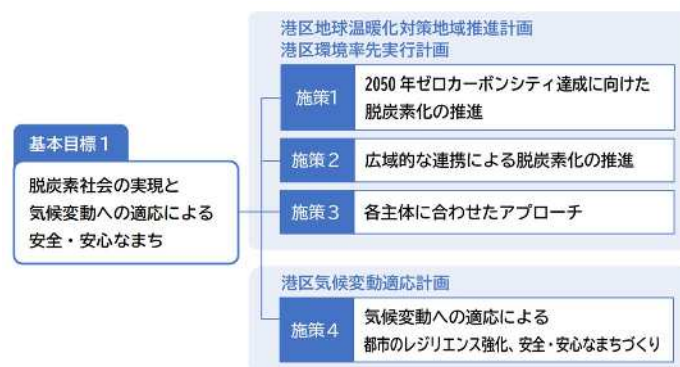 港区地球温暖化対策地域推進計画
港区環境率先実行計画
施策1
2050年ゼロカーボンシティ達成に向けた
脱炭素化の推進
基本目標1
脱炭素社会の実現と
気候変動への適応による
安全・安心なまち
施策2
広域的な連携による脱炭素化の推進
施策3
各主体に合わせたアプローチ
港区気候変動適応計画
施策4
気候変動への適応による
都市のレジリエンス強化、安全・安心なまちづくり